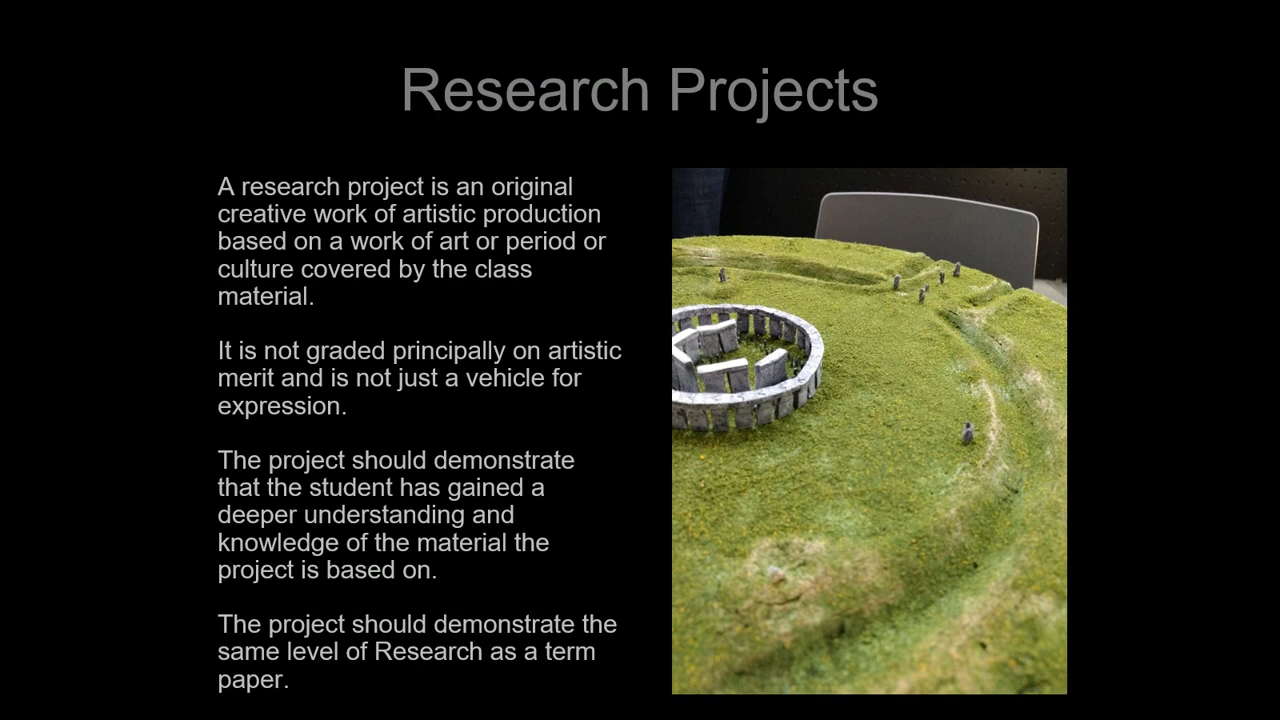 Research Projects
A research project is an original
creative work of artistic production
based on a work of art or period or
culture covered by the class
material.
It is not graded principally on artistic
merit and is not just a vehicle for
expression.
The project should demonstrate
that the student has gained a
deeper understanding and
knowledge of the material the
project is based on.
The project should demonstrate the
same level of Research as a term
paper.